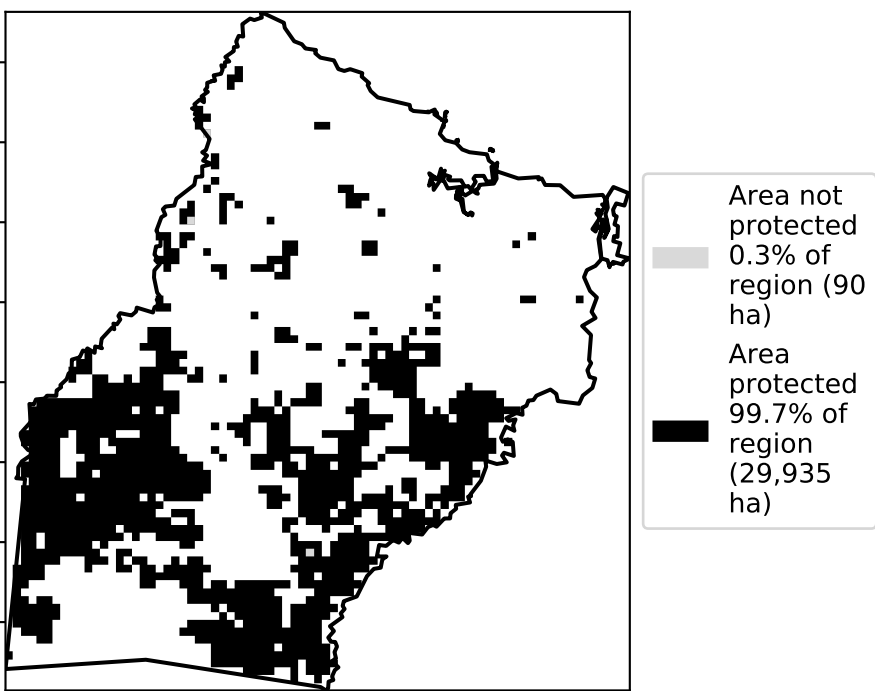 Area not
protected
0.3% of
region (90
ha)
Area
protected
99.7% of
region
(29,935
ha)